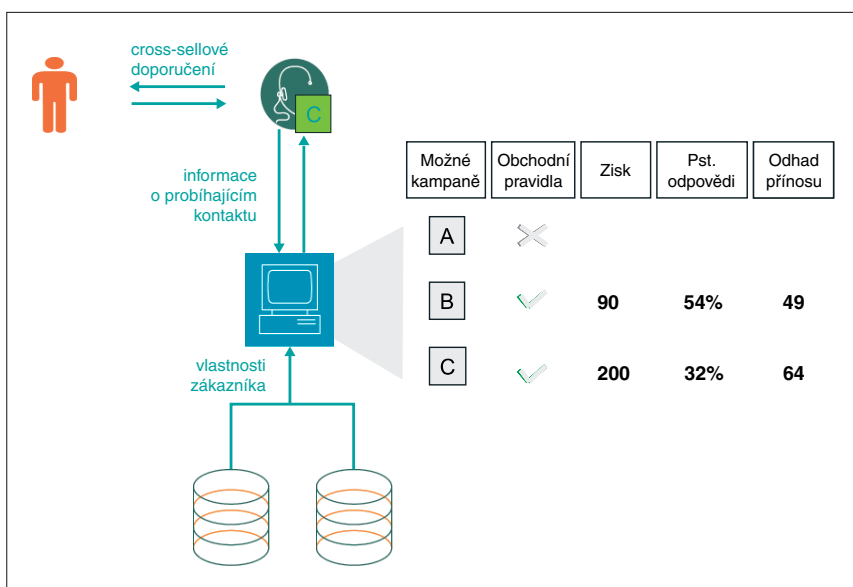 cross-sellové
doporučení
C
informace
o probíhajícím
kontaktu
vlastnosti
zákazníka
Možné
kampaně
Obchodní
pravidla
Zisk
Pst.
odpovědi
Odhad
přínosu
A
B 90 54% 49
C 200 32% 64